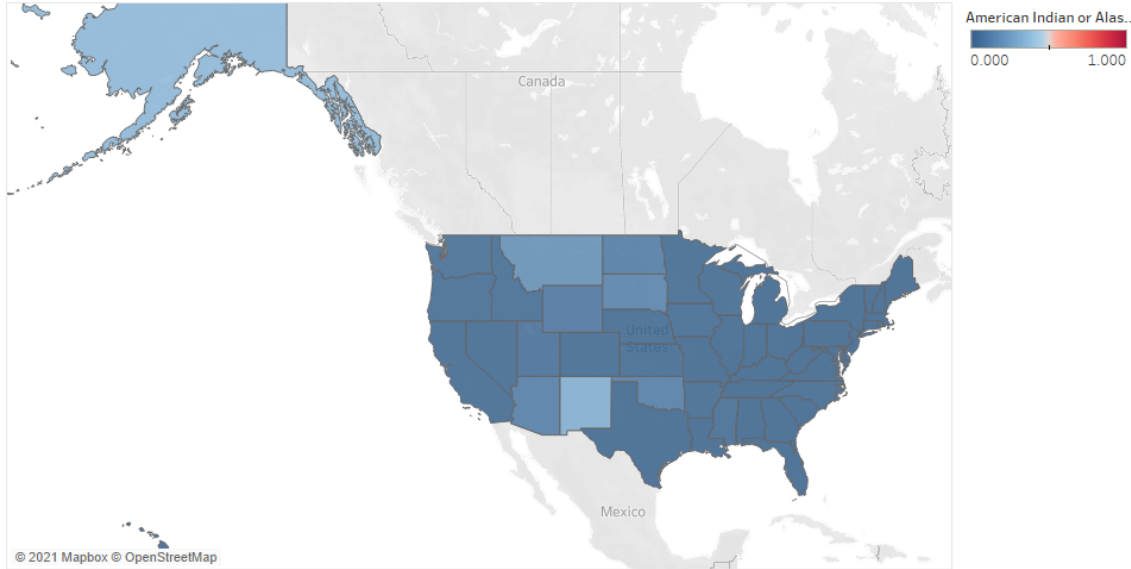 American Indian or Alas..
0.000 1.000
Canada
United
States
Mexico
© 2021 Mapbox © OpenStreetMap